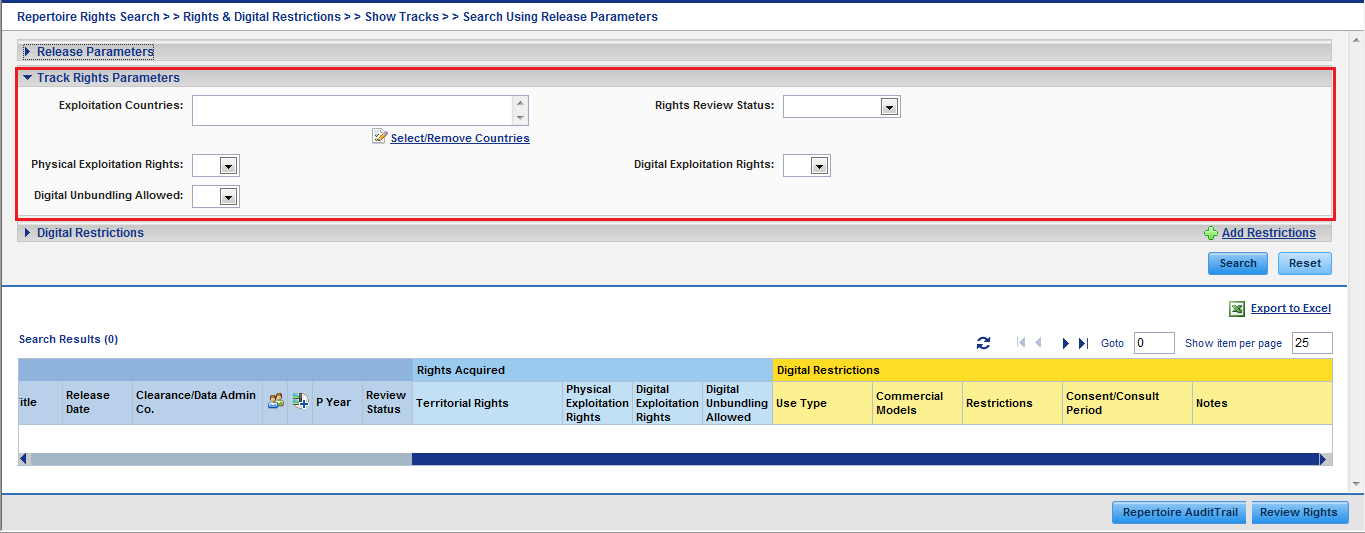 Repertoire Rights Search > > Rights & Digital Restrictions > > Show Tracks > > Search Using Release Parameters
Release Parameters
Track Rights Parameters
Exploitation Countries:
Rights Review Status:
Select/Remove Countries
Physical Exploitation Rights:
Digital Exploitation Rights:
Digital Unbundling Allowed:
Digital Restrictions
Add Restrictions
Search
Reset
Export to Excel
Search Results (0)
Goto
0
Show item per page
25
Rights Acquired
Digital Restrictions
itle
Release Date
Clearance/Data Admin Co.
P Year
Review Status
Territorial Rights
Physical Exploitation Rights
Digital Exploitation Rights
Digital Unbundling Allowed
Use Type
Commercial Models
Restrictions
Consent/Consult Period
Notes
Repertoire AuditTrail
Review Rights